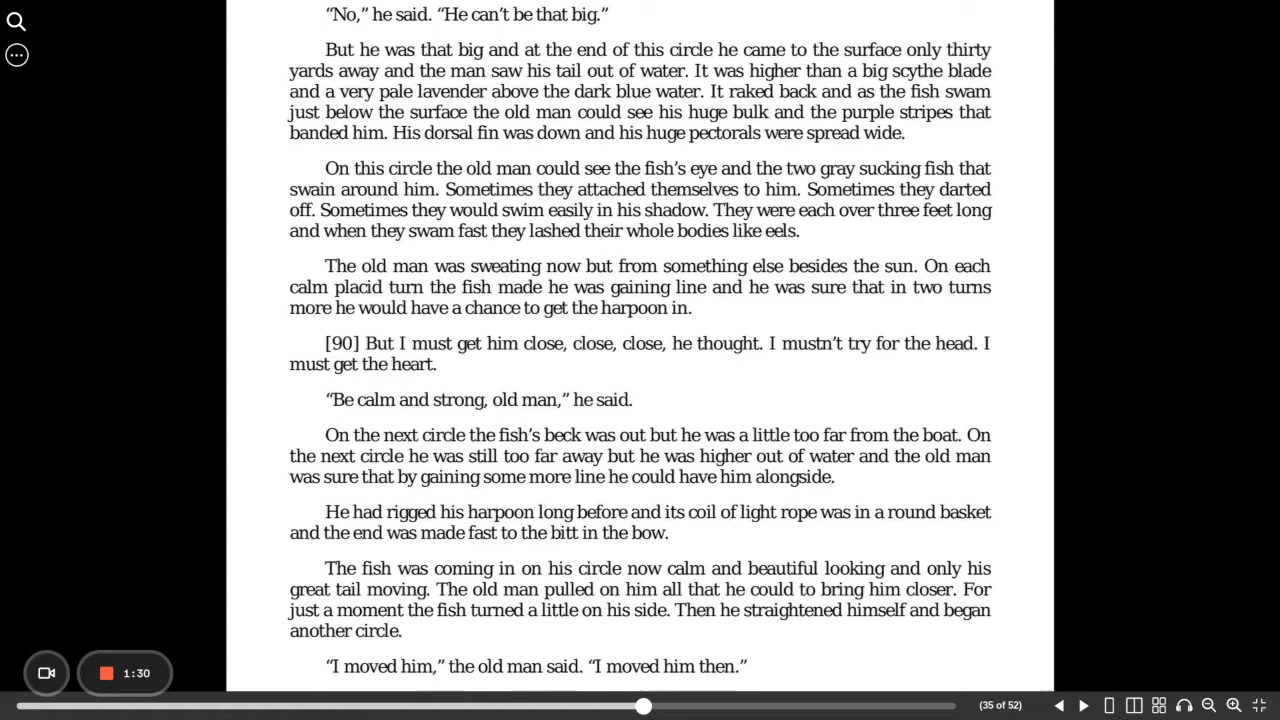 “No,” he said. “He can’t be that big.”
But he was that big and at the end of this circle he came to the surface only thirty
yards away and the man saw his tail out of water. It was higher than a big scythe blade
and a very pale lavender above the dark blue water. It raked back and as the fish swam
just below the surface the old man could see his huge bulk and the purple stripes that
banded him. His dorsal fin was down and his huge pectorals were spread wide.
On this circle the old man could see the fish’s eye and the two gray sucking fish that
swain around him. Sometimes they attached themselves to him. Sometimes they darted
off. Sometimes they would swim easily in his shadow. They were each over three feet long
and when they swam fast they lashed their whole bodies like eels.
The old man was sweating now but from something else besides the sun. On each
calm placid turn the fish made he was gaining line and he was sure that in two turns
more he would have a chance to get the harpoon in.
[90] But I must get him close, close, close, he thought. I mustn’t try for the head. I
must get the heart.
“Be calm and strong, old man,” he said.
On the next circle the fish’s beck was out but he was a little too far from the boat. On
the next circle he was still too far away but he was higher out of water and the old man
was sure that by gaining some more line he could have him alongside.
He had rigged his harpoon long before and its coil of light rope was in a round basket
and the end was made fast to the bitt in the bow.
The fish was coming in on his circle now calm and beautiful looking and only his
great tail moving. The old man pulled on him all that he could to bring him closer. For
just a moment the fish turned a little on his side. Then he straightened himself and began
another circle.
“I moved him,” the old man said. “I moved him then.”
1:30
(35 of 52)